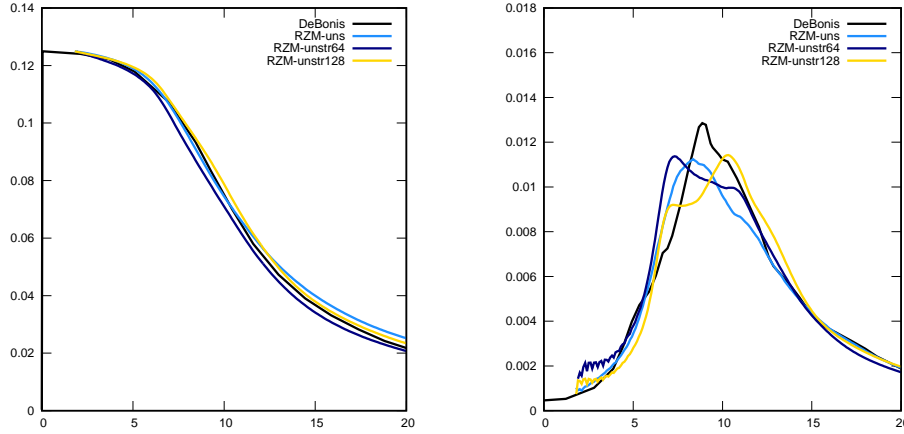 0.14
0.12
0.1
0.08
0.06
0.04
0.02
0
0 5 10 15 20
DeBonis
RZM-uns
RZM-unstr64
RZM-unstr128
0.018
0.016
0.014
0.012
0.01
0.008
0.006
0.004
0.002
0
0 5 10 15 20
DeBonis
RZM-uns
RZM-unstr64
RZM-unstr128